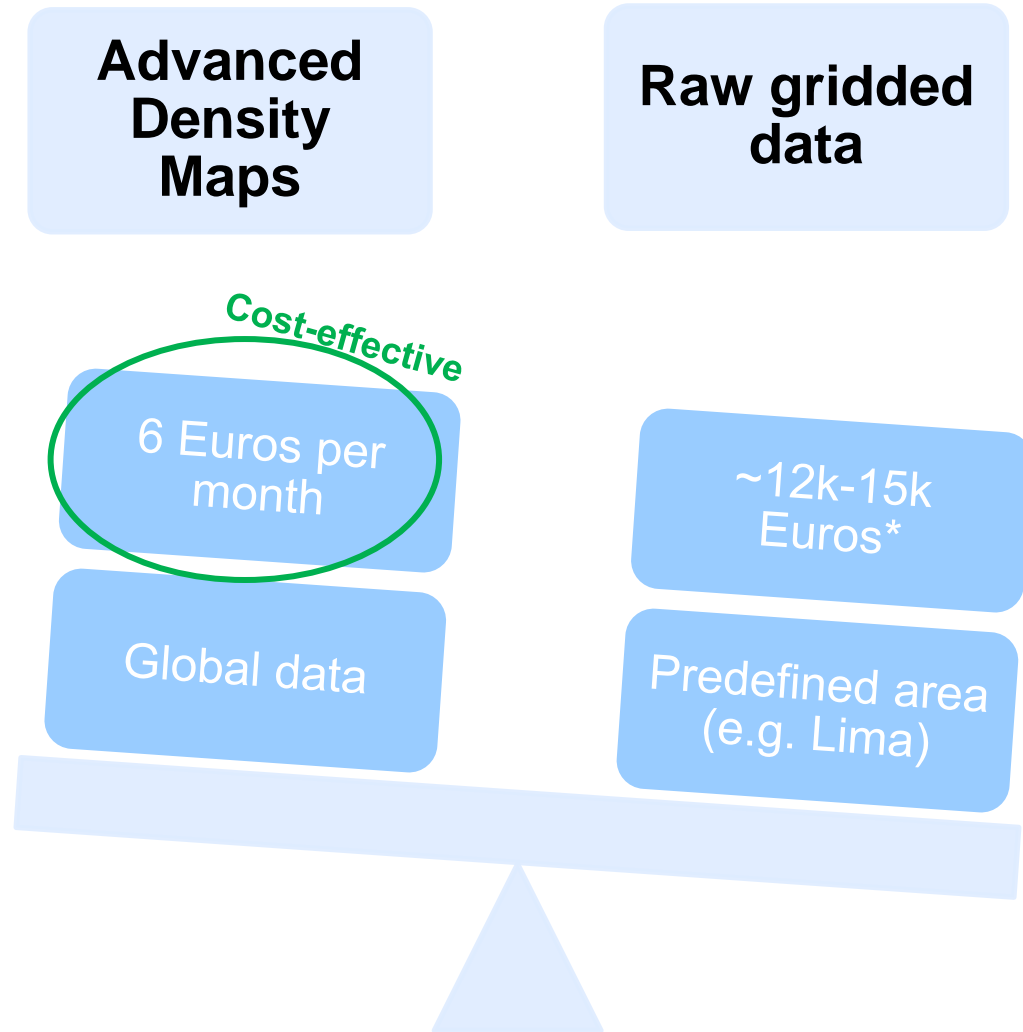 Advanced
Density
Maps
Raw gridded
data
Cost-effective
6 Euros per
month
~12k-15k
Euros*
Global data
Predefined area
(e.g. Lima)